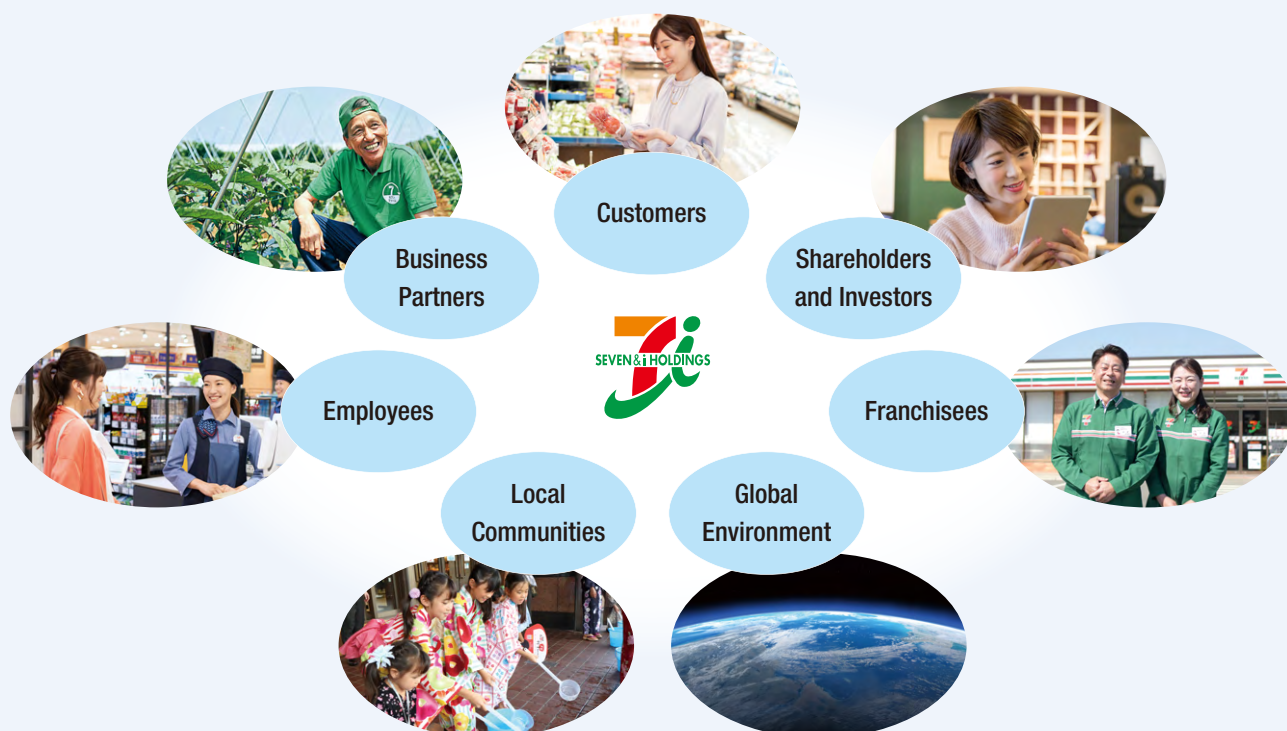 Customers
Business
Partners
Shareholders
and Investors
SEVEN & i HOLDINGS
Employees
Franchisees
Local
Communities
Global
Environment